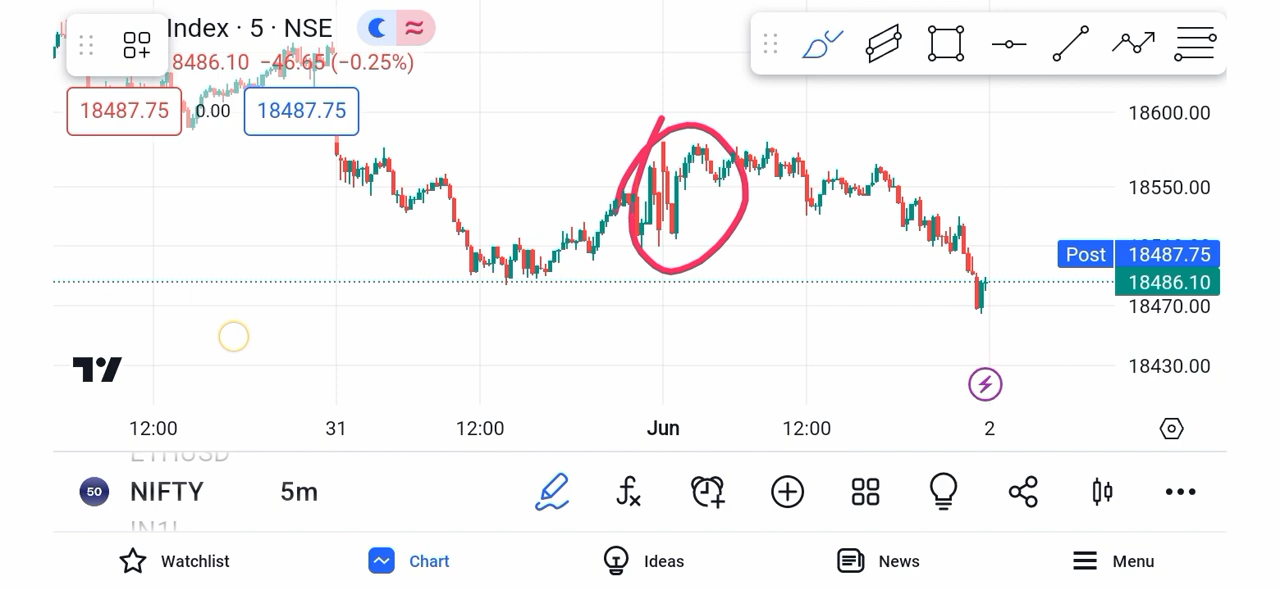 Index · 5 · NSE
8486.10 −46.65 (−0.25%)
18487.75 0.00 18487.75
18600.00
18550.00
Post 18487.75
18486.10
18470.00
18430.00
12:00 31 12:00 Jun 12:00 2
ETHUSD
50 NIFTY 5m
Watchlist Chart Ideas News Menu